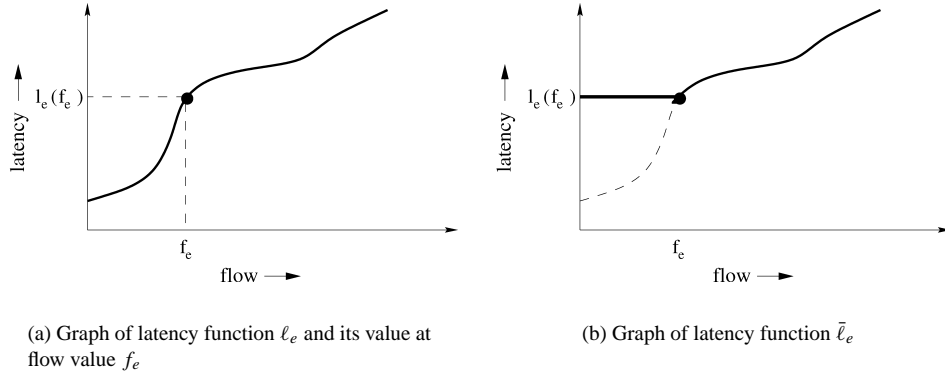 latency
l_e(f_e)
f_e
flow
latency
l_e(f_e)
f_e
flow
(a) Graph of latency function ℓ_e and its value at
flow value f_e
(b) Graph of latency function ℓ̄_e